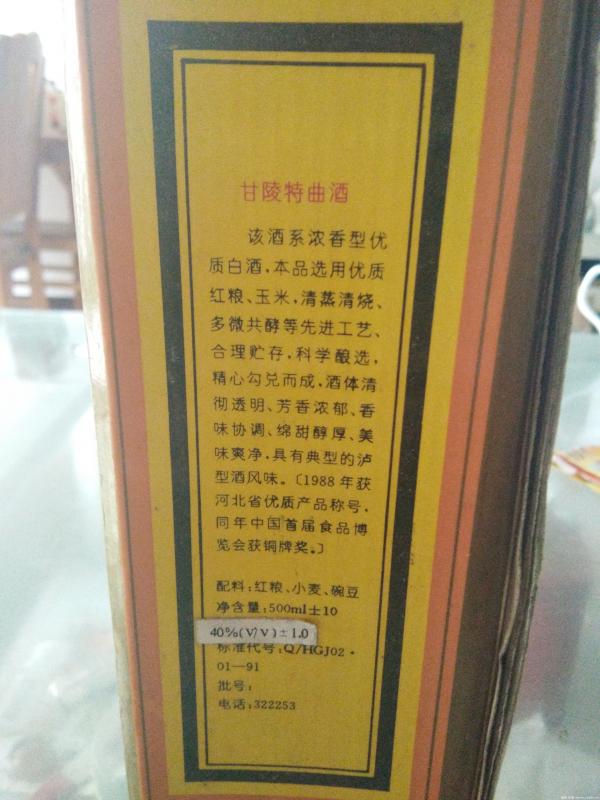 甘陵特曲酒
该酒系浓香型优
质白酒,本品选用优质
红粮、玉米,清蒸清烧、
多微共酵等先进工艺、
合理贮存,科学酿选,
精心勾兑而成,酒体清
彻透明、芳香浓郁、香
味协调、绵甜醇厚、美
味爽净,具有典型的泸
型酒风味。〔1988年获
河北省优质产品称号,
同年中国首届食品博
览会获铜牌奖。〕
配料:红粮、小麦、碗豆
净含量:500ml±10
40%(V/V)±1.0
标准代号:Q/HGJ02·
01—91
批号:
电话:322253